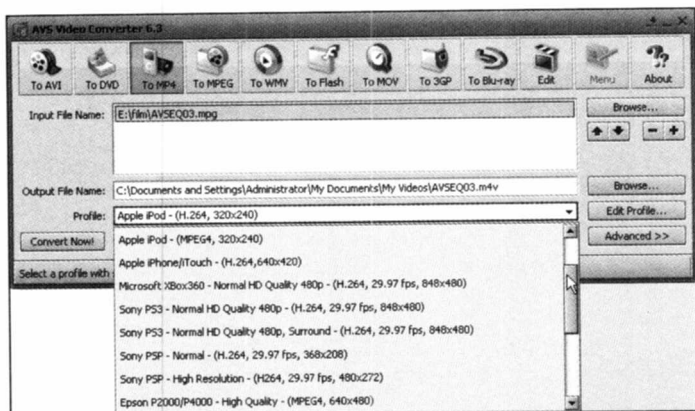 AVS Video Converter 6.3
To AVI To DVD To MP4 To MPEG To WMV To Flash To MOV To 3GP To Blu-ray Edit Menu About
Input File Name: E:\film\AVSEQ03.mpg Browse...
Output File Name: C:\Documents and Settings\Administrator\My Documents\My Videos\AVSEQ03.m4v Browse...
Profile: Apple iPod - (H.264, 320x240) Edit Profile...
Convert Now! Apple iPod - (MPEG4, 320x240) Advanced >>
Apple iPhone/iTouch - (H.264,640x420)
Select a profile with Microsoft XBox360 - Normal HD Quality 480p - (H.264, 29.97 fps, 848x480)
Sony PS3 - Normal HD Quality 480p - (H.264, 29.97 fps, 848x480)
Sony PS3 - Normal HD Quality 480p, Surround - (H.264, 29.97 fps, 848x480)
Sony PSP - Normal - (H.264, 29.97 fps, 368x208)
Sony PSP - High Resolution - (H264, 29.97 fps, 480x272)
Epson P2000/P4000 - High Quality - (MPEG4, 640x480)